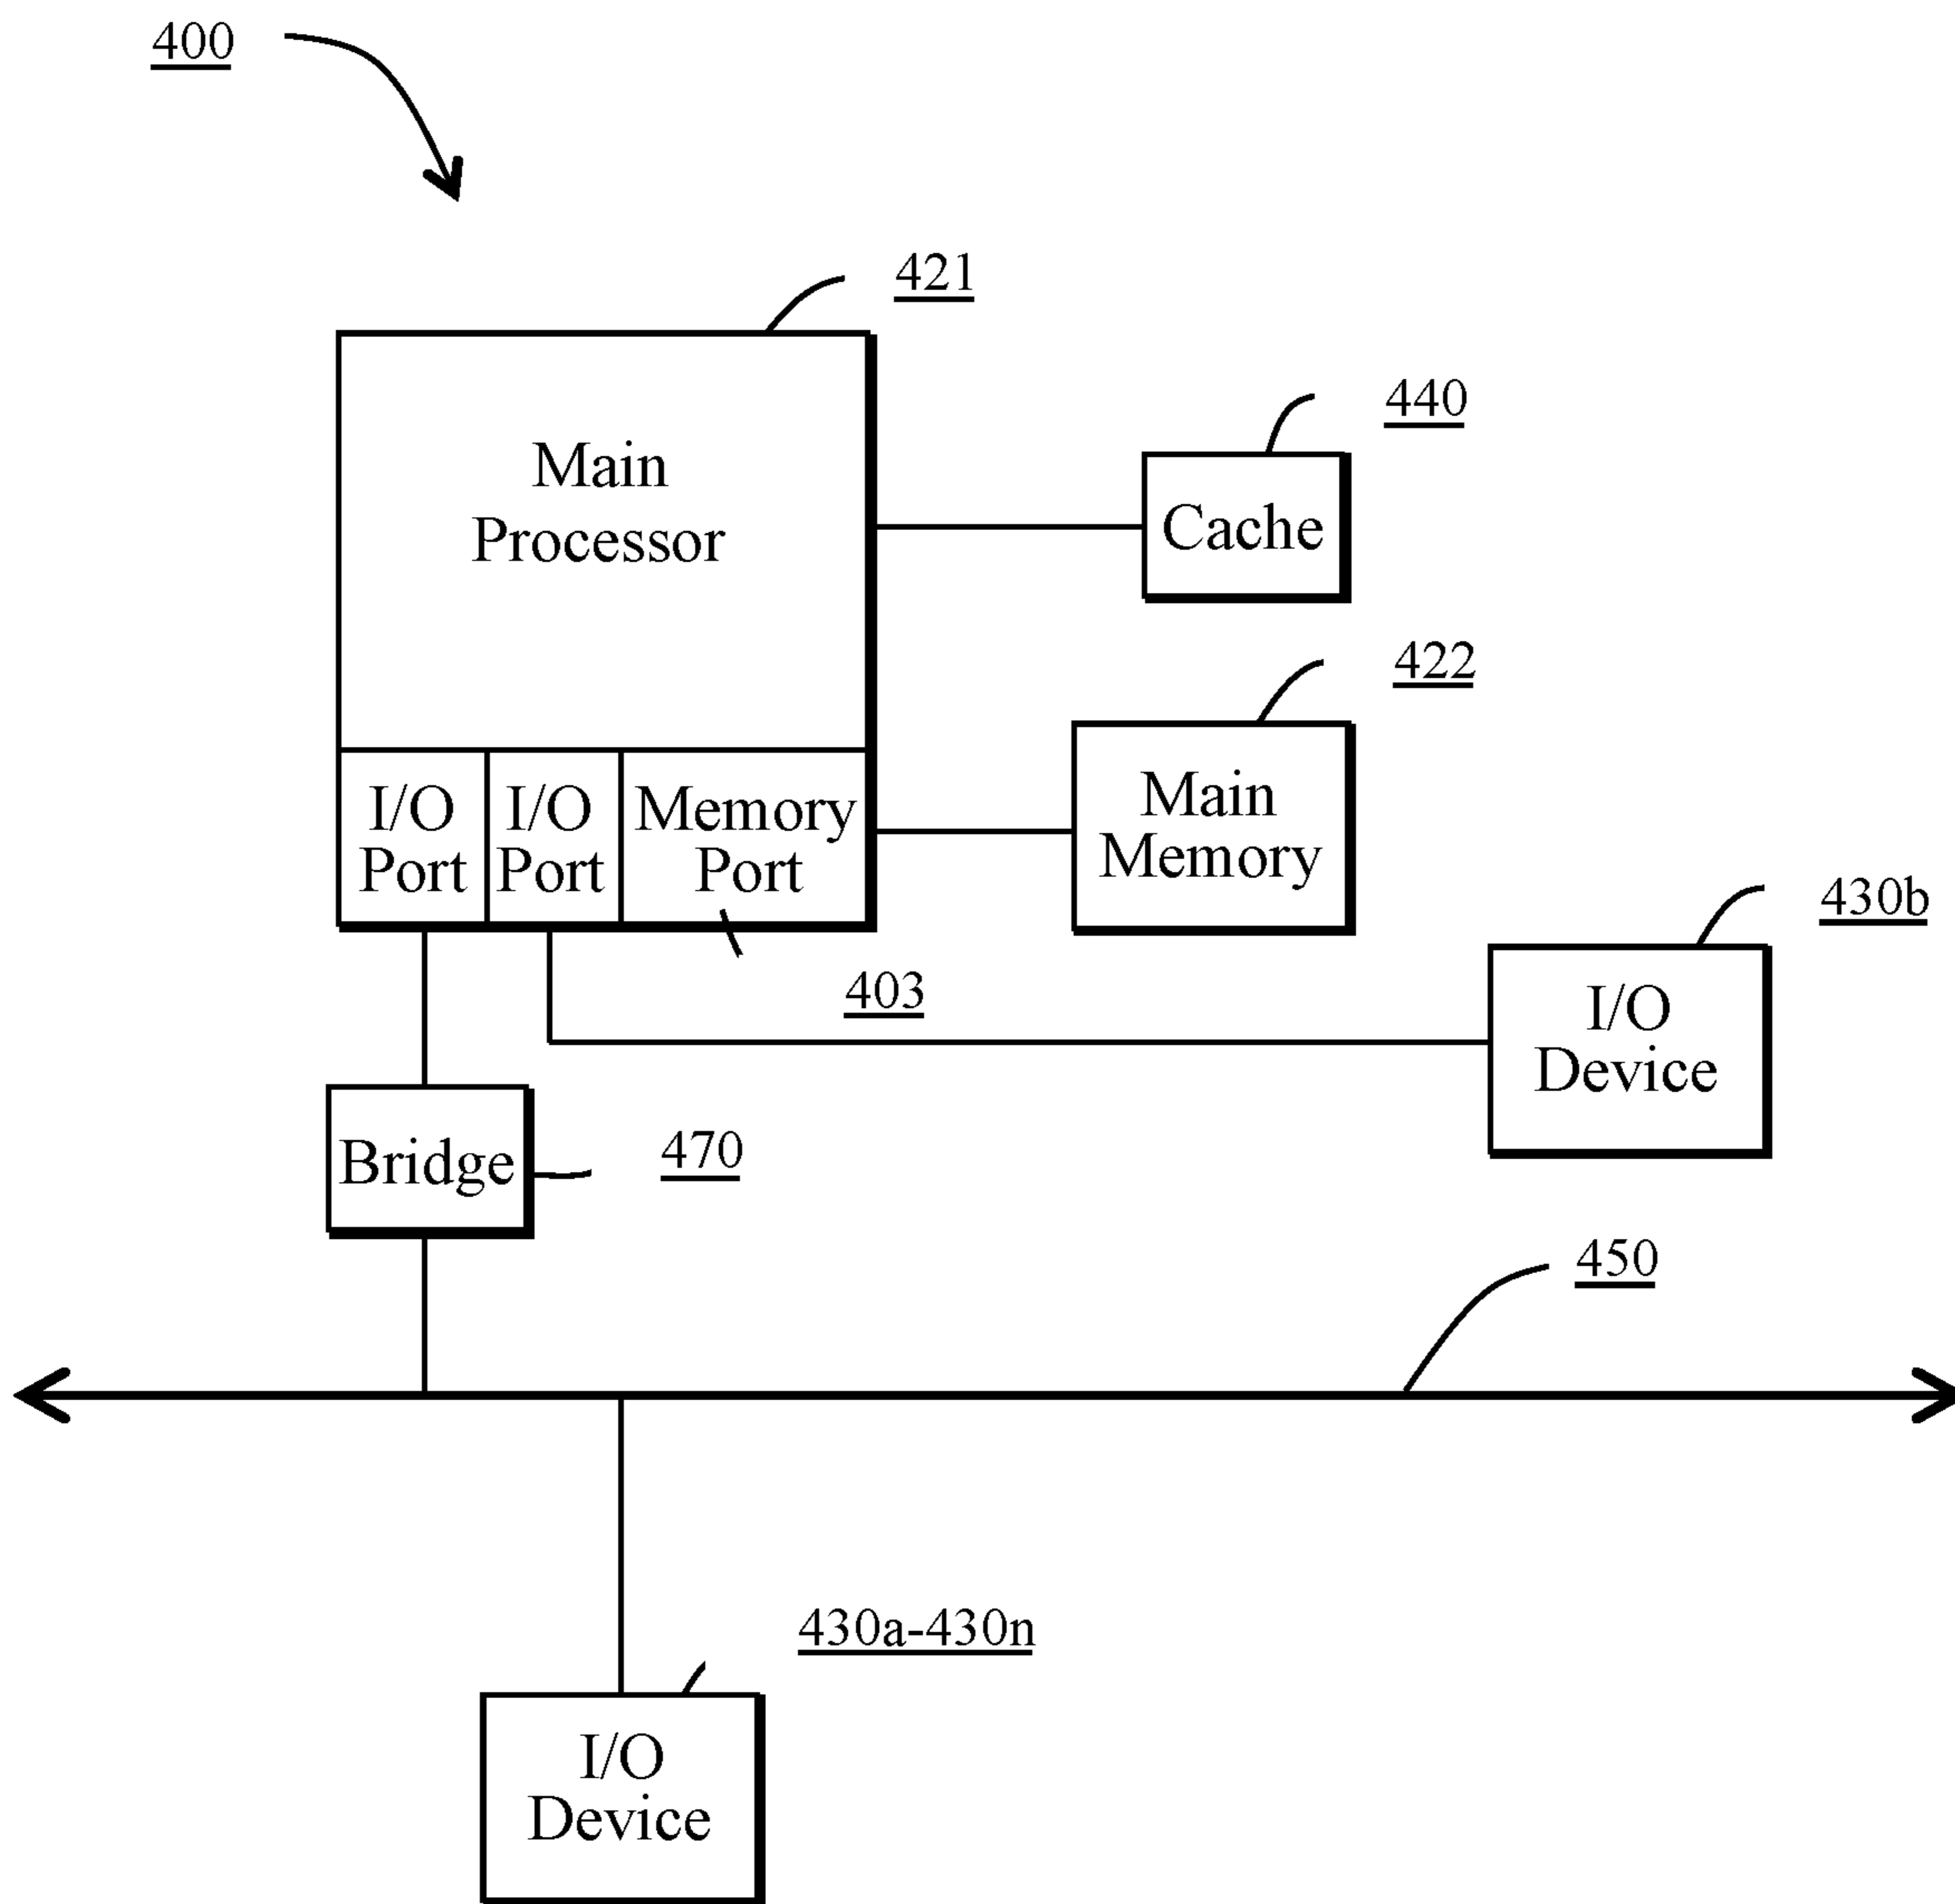 400
421
440
Main
Processor
Cache
422
I/O
Port
I/O
Port
Memory
Port
Main
Memory
430b
403
I/O
Device
470
Bridge
450
430a-430n
I/O
Device